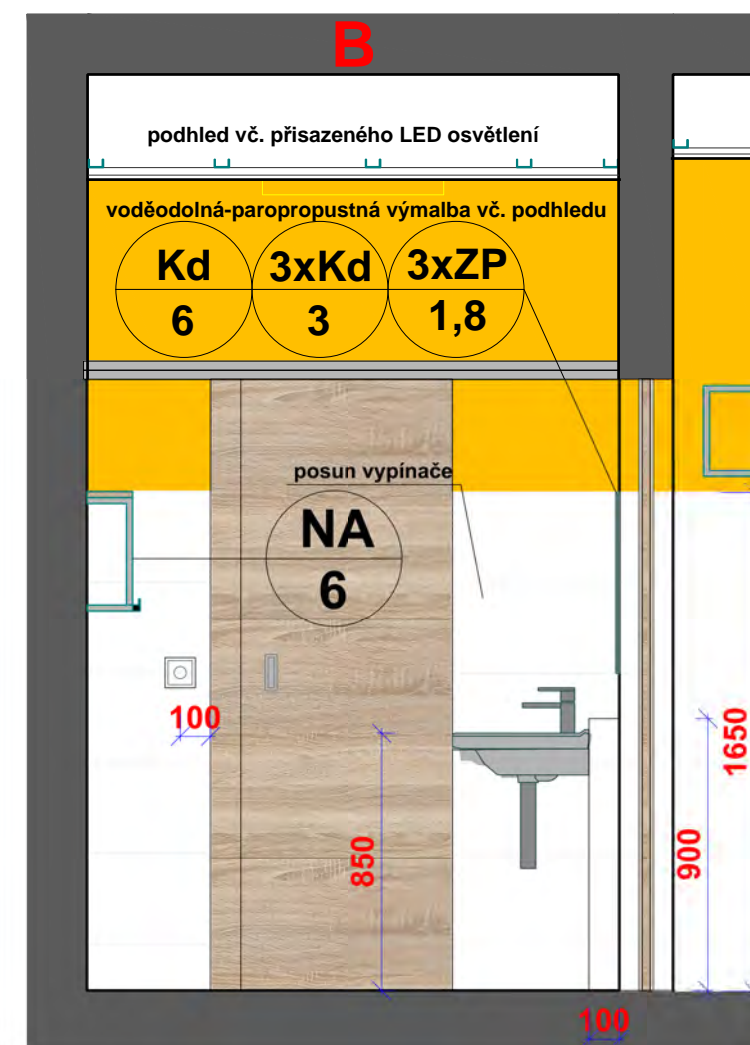 B
podhled vč. přisazeného LED osvětlení
voděodolná-paropropustná výmalba vč. podhledu
Kd
6
3xKd
3
3xZP
1,8
posun vypínače
NA
6
100
850
900
1650
100